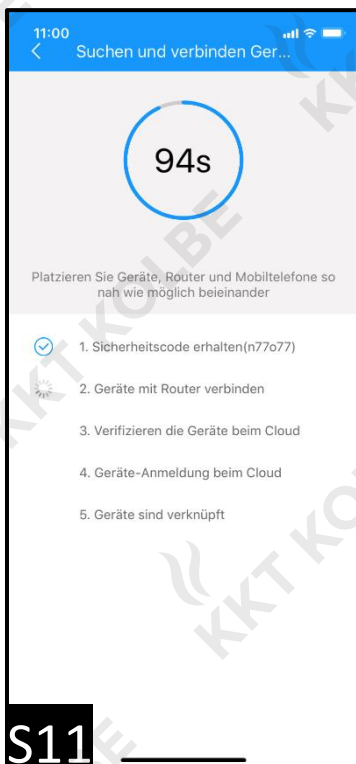 11:00
Suchen und verbinden Ger...
94s
Platzieren Sie Geräte, Router und Mobiltelefone so
nah wie möglich beieinander
1. Sicherheitscode erhalten(n77o77)
2. Geräte mit Router verbinden
3. Verifizieren die Geräte beim Cloud
4. Geräte-Anmeldung beim Cloud
5. Geräte sind verknüpft
KKT KOLBE
S11